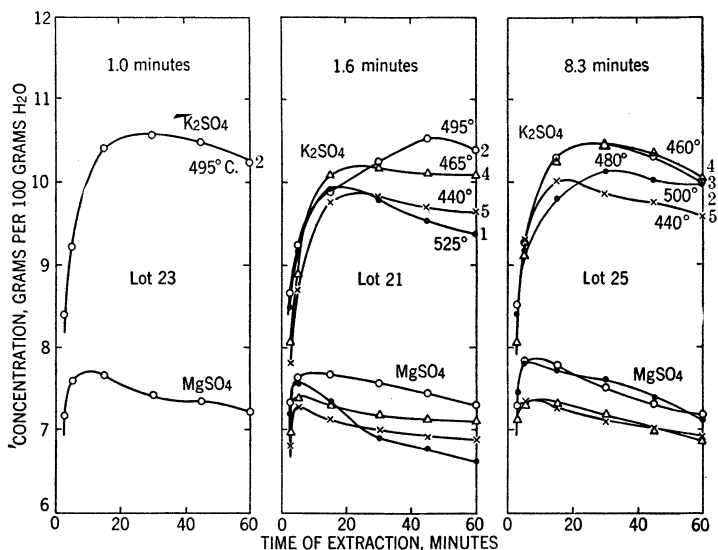 12
11
10
9
8
7
6
'CONCENTRATION, GRAMS PER 100 GRAMS H2O
1.0 minutes
K2SO4
495° C.
2
Lot 23
MgSO4
0
20
40
60
1.6 minutes
K2SO4
495°
2
465°
4
440°
5
525°
1
Lot 21
MgSO4
0
20
40
60
8.3 minutes
K2SO4
460°
4
480°
3
500°
2
440°
5
Lot 25
MgSO4
0
20
40
60
TIME OF EXTRACTION, MINUTES